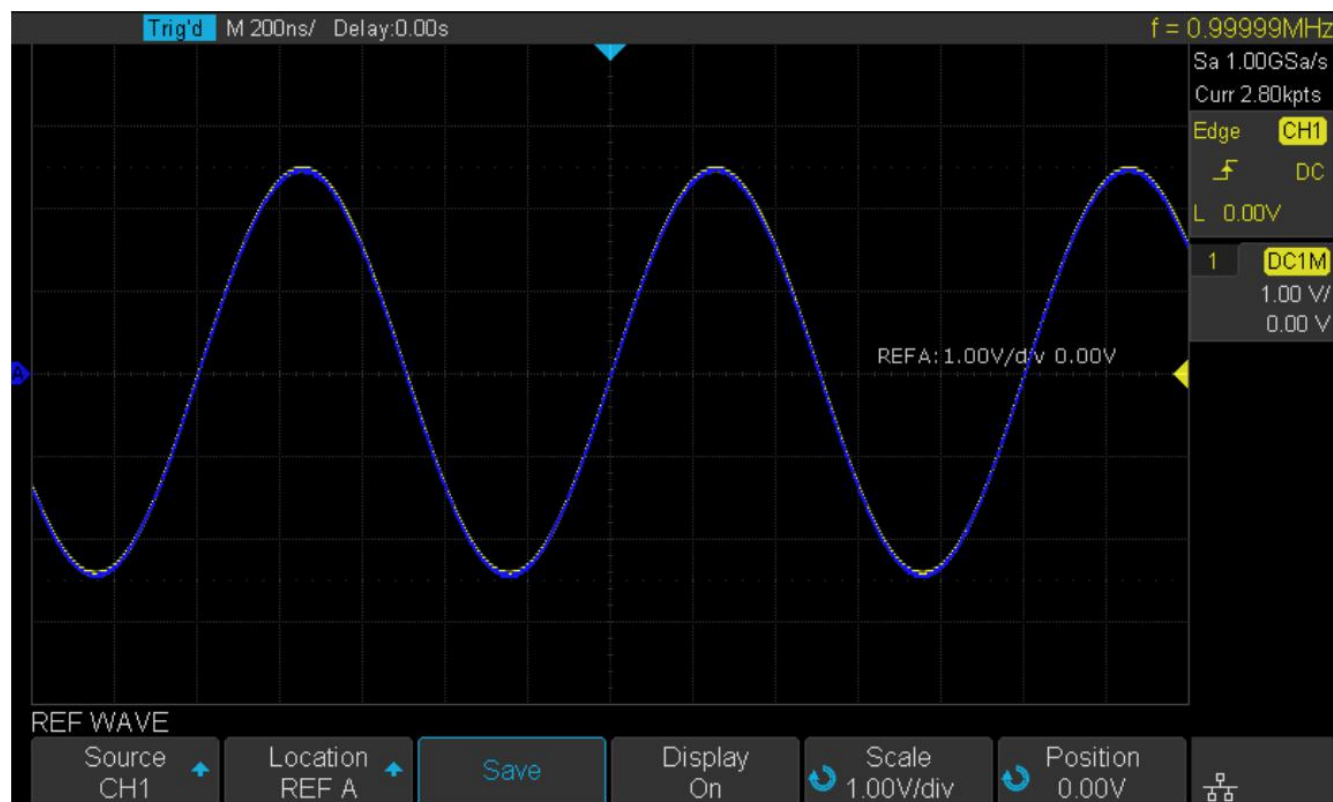 Trig'd M 200ns/ Delay:0.00s f = 0.99999MHz
Sa 1.00GSa/s
Curr 2.80kpts
Edge CH1
DC
L 0.00V
1 DC1M
1.00 V/
0.00 V
REFA:1.00V/div 0.00V
A
REF WAVE
Source Location Save Display Scale Position
CH1 REF A On 1.00V/div 0.00V